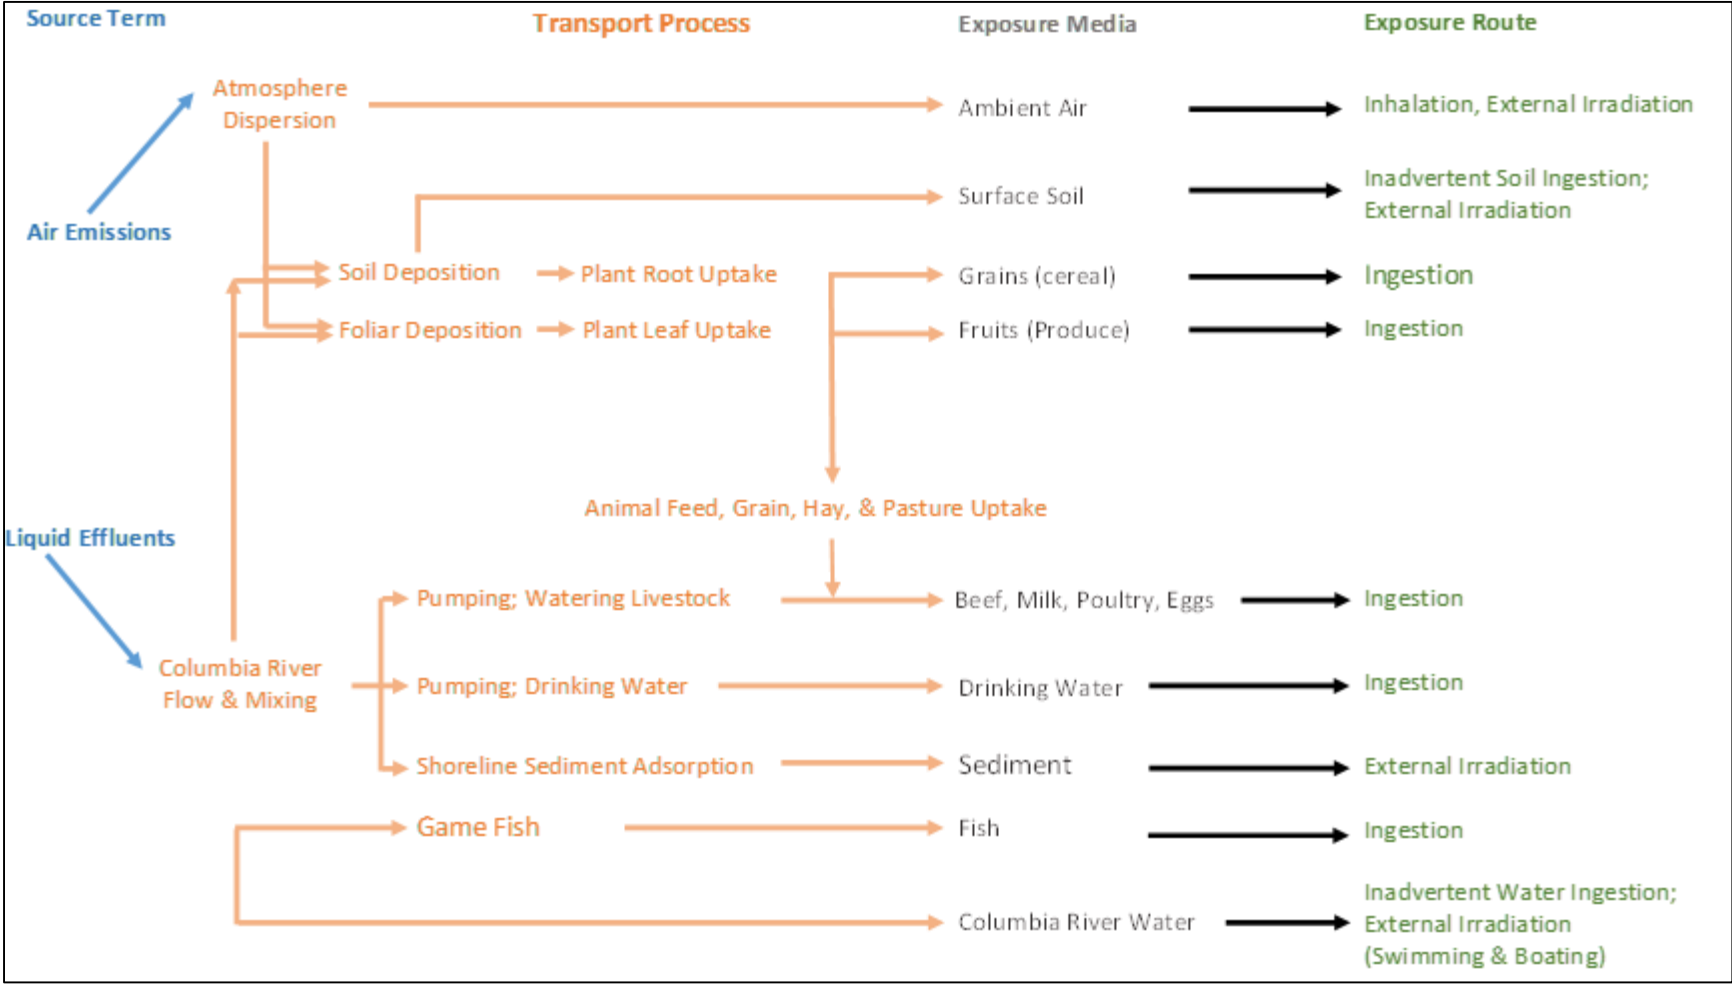 Source Term
Transport Process
Exposure Media
Exposure Route
Atmosphere
Dispersion
Ambient Air
Inhalation, External Irradiation
Surface Soil
Inadvertent Soil Ingestion;
External Irradiation
Air Emissions
Soil Deposition
Plant Root Uptake
Grains (cereal)
Ingestion
Foliar Deposition
Plant Leaf Uptake
Fruits (Produce)
Ingestion
Animal Feed, Grain, Hay, & Pasture Uptake
Liquid Effluents
Pumping; Watering Livestock
Beef, Milk, Poultry, Eggs
Ingestion
Columbia River
Flow & Mixing
Pumping; Drinking Water
Drinking Water
Ingestion
Shoreline Sediment Adsorption
Sediment
External Irradiation
Game Fish
Fish
Ingestion
Columbia River Water
Inadvertent Water Ingestion;
External Irradiation
(Swimming & Boating)